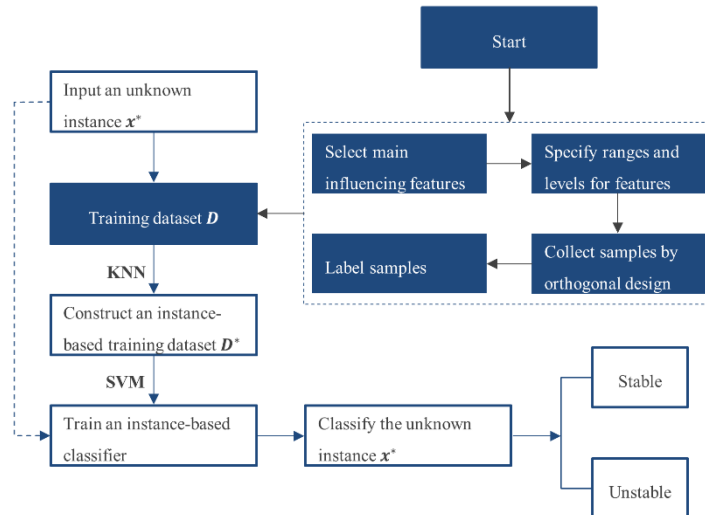 Start
Input an unknown
instance x*
Select main
influencing features
Specify ranges and
levels for features
Training dataset D
Label samples
Collect samples by
orthogonal design
KNN
Construct an instance-
based training dataset D*
SVM
Train an instance-based
classifier
Classify the unknown
instance x*
Stable
Unstable